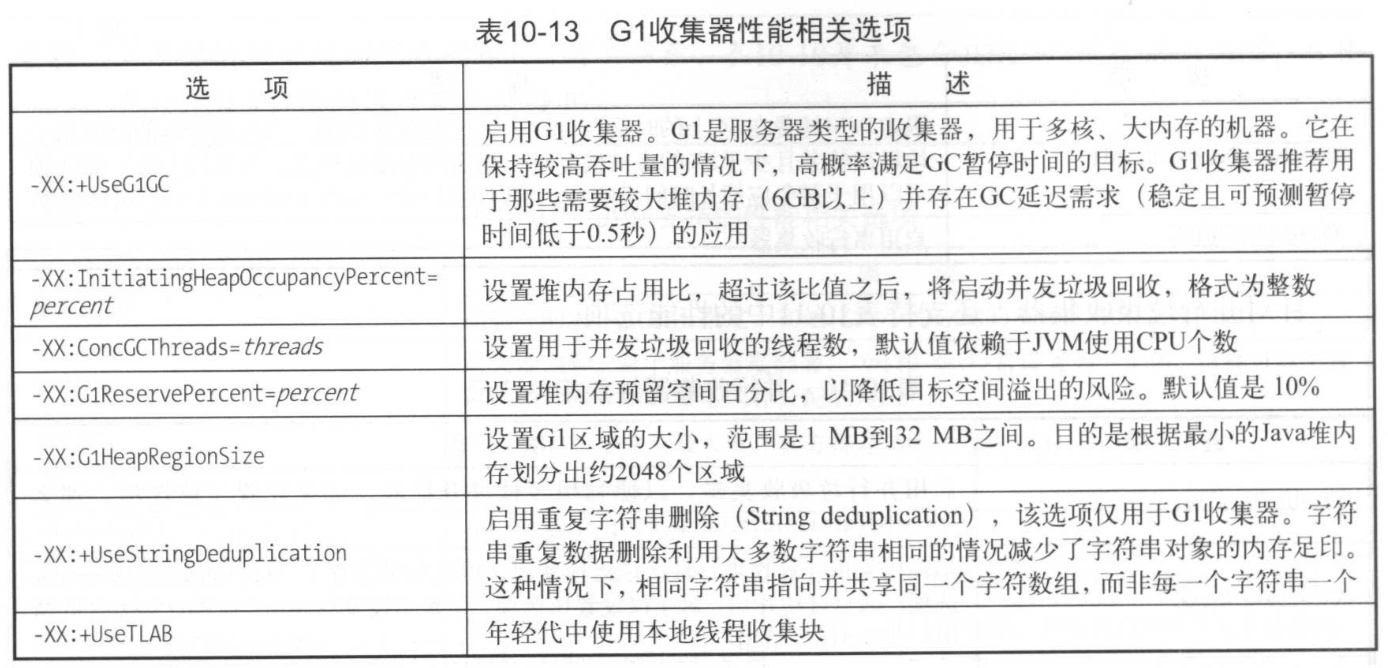 表10-13 G1收集器性能相关选项
选 项
描 述
-XX:+UseG1GC
启用G1收集器。G1是服务器类型的收集器，用于多核、大内存的机器。它在
保持较高吞吐量的情况下，高概率满足GC暂停时间的目标。G1收集器推荐用
于那些需要较大堆内存（6GB以上）并存在GC延迟需求（稳定且可预测暂停
时间低于0.5秒）的应用
-XX:InitiatingHeapOccupancyPercent=
percent
设置堆内存占用比，超过该比值之后，将启动并发垃圾回收，格式为整数
-XX:ConcGCThreads=threads
设置用于并发垃圾回收的线程数，默认值依赖于JVM使用CPU个数
-XX:G1ReservePercent=percent
设置堆内存预留空间百分比，以降低目标空间溢出的风险。默认值是 10%
-XX:G1HeapRegionSize
设置G1区域的大小，范围是1 MB到32 MB之间。目的是根据最小的Java堆内
存划分出约2048个区域
-XX:+UseStringDeduplication
启用重复字符串删除（String deduplication），该选项仅用于G1收集器。字符
串重复数据删除利用大多数字符串相同的情况减少了字符串对象的内存足印。
这种情况下，相同字符串指向并共享同一个字符数组，而非每一个字符串一个
-XX:+UseTLAB
年轻代中使用本地线程收集块